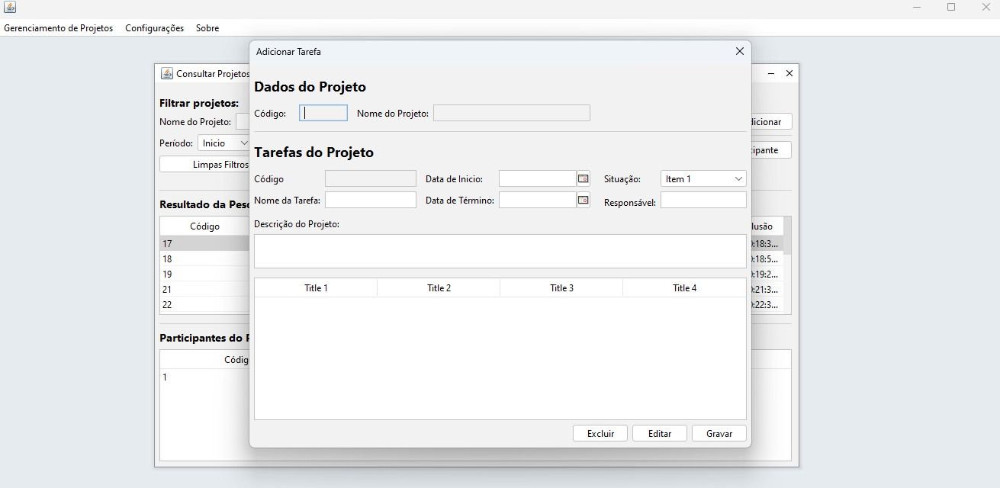 Gerenciamento de Projetos Configurações Sobre
Adicionar Tarefa
Consultar Projetos
Dados do Projeto
Filtrar projetos:
Código: Nome do Projeto:
Nome do Projeto: dicionar
Período: Inicio
Tarefas do Projeto
cipante
Limpas Filtros
Código Data de Inicio: Situação: Item 1
Nome da Tarefa: Data de Término: Responsável:
Resultado da Pesq
Descrição do Projeto:
Código lusão
17 0:18:3...
18 0:18:5...
19 0:19:2...
21 0:21:3...
22 0:22:3...
Title 1 Title 2 Title 3 Title 4
Participantes do P
Códig
1
Excluir Editar Gravar